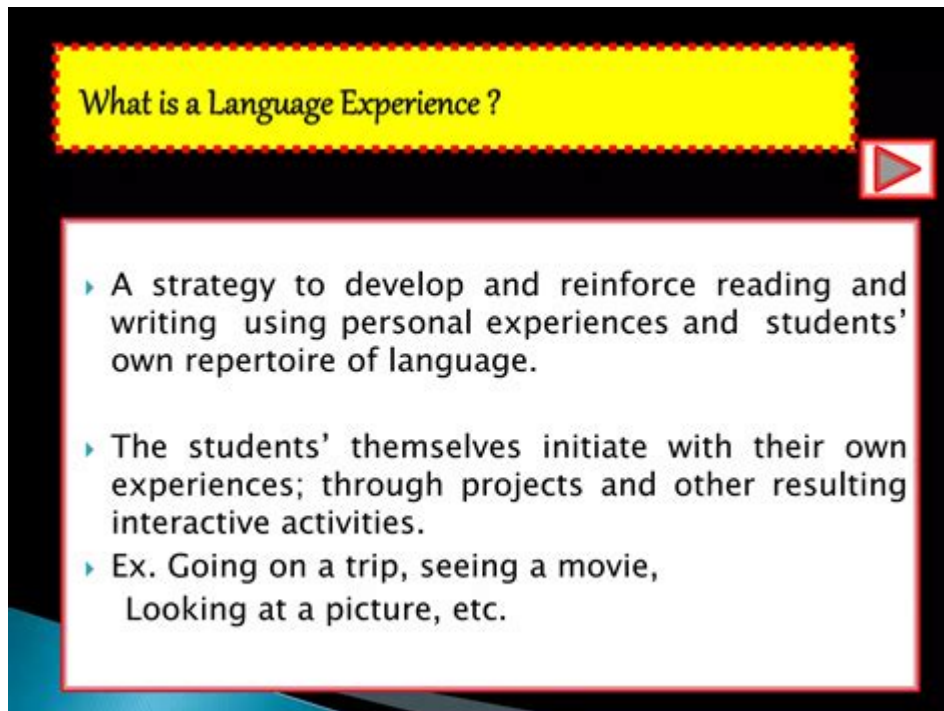 What is a Language Experience ?
A strategy to develop and reinforce reading and
writing using personal experiences and students’
own repertoire of language.
The students’ themselves initiate with their own
experiences; through projects and other resulting
interactive activities.
Ex. Going on a trip, seeing a movie,
Looking at a picture, etc.